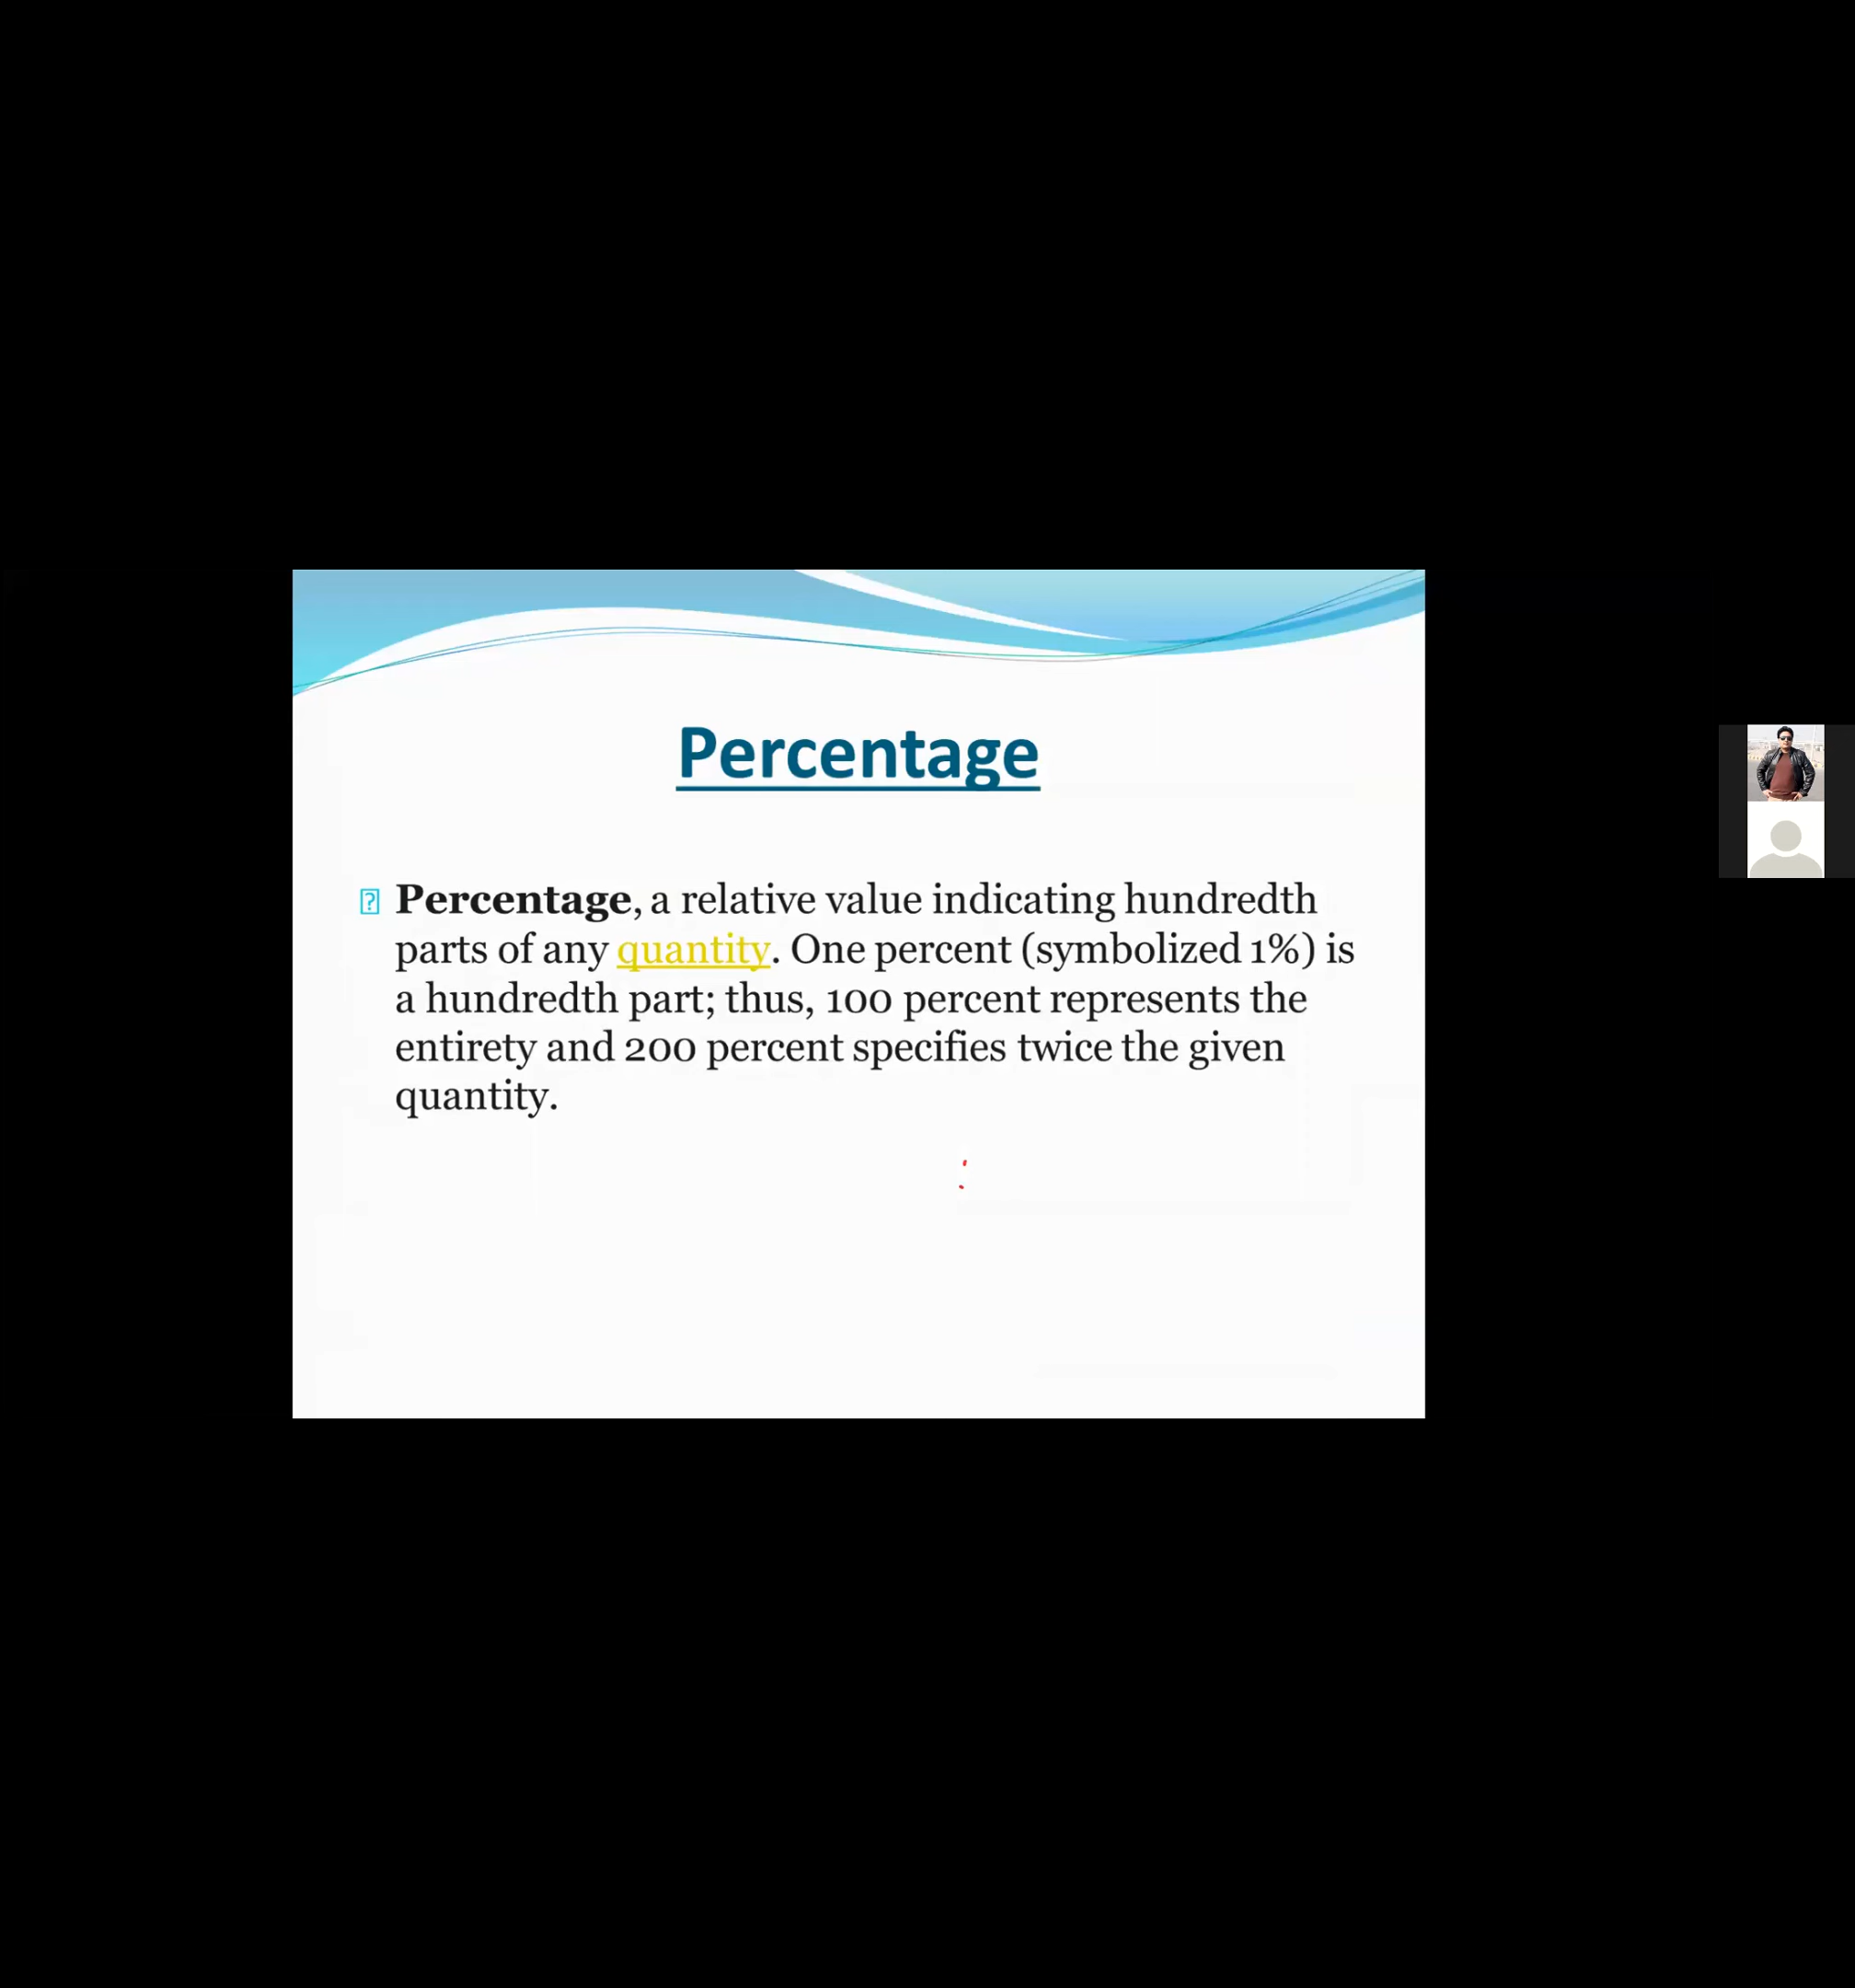 Percentage
Percentage, a relative value indicating hundredth
parts of any quantity. One percent (symbolized 1%) is
a hundredth part; thus, 100 percent represents the
entirety and 200 percent specifies twice the given
quantity.